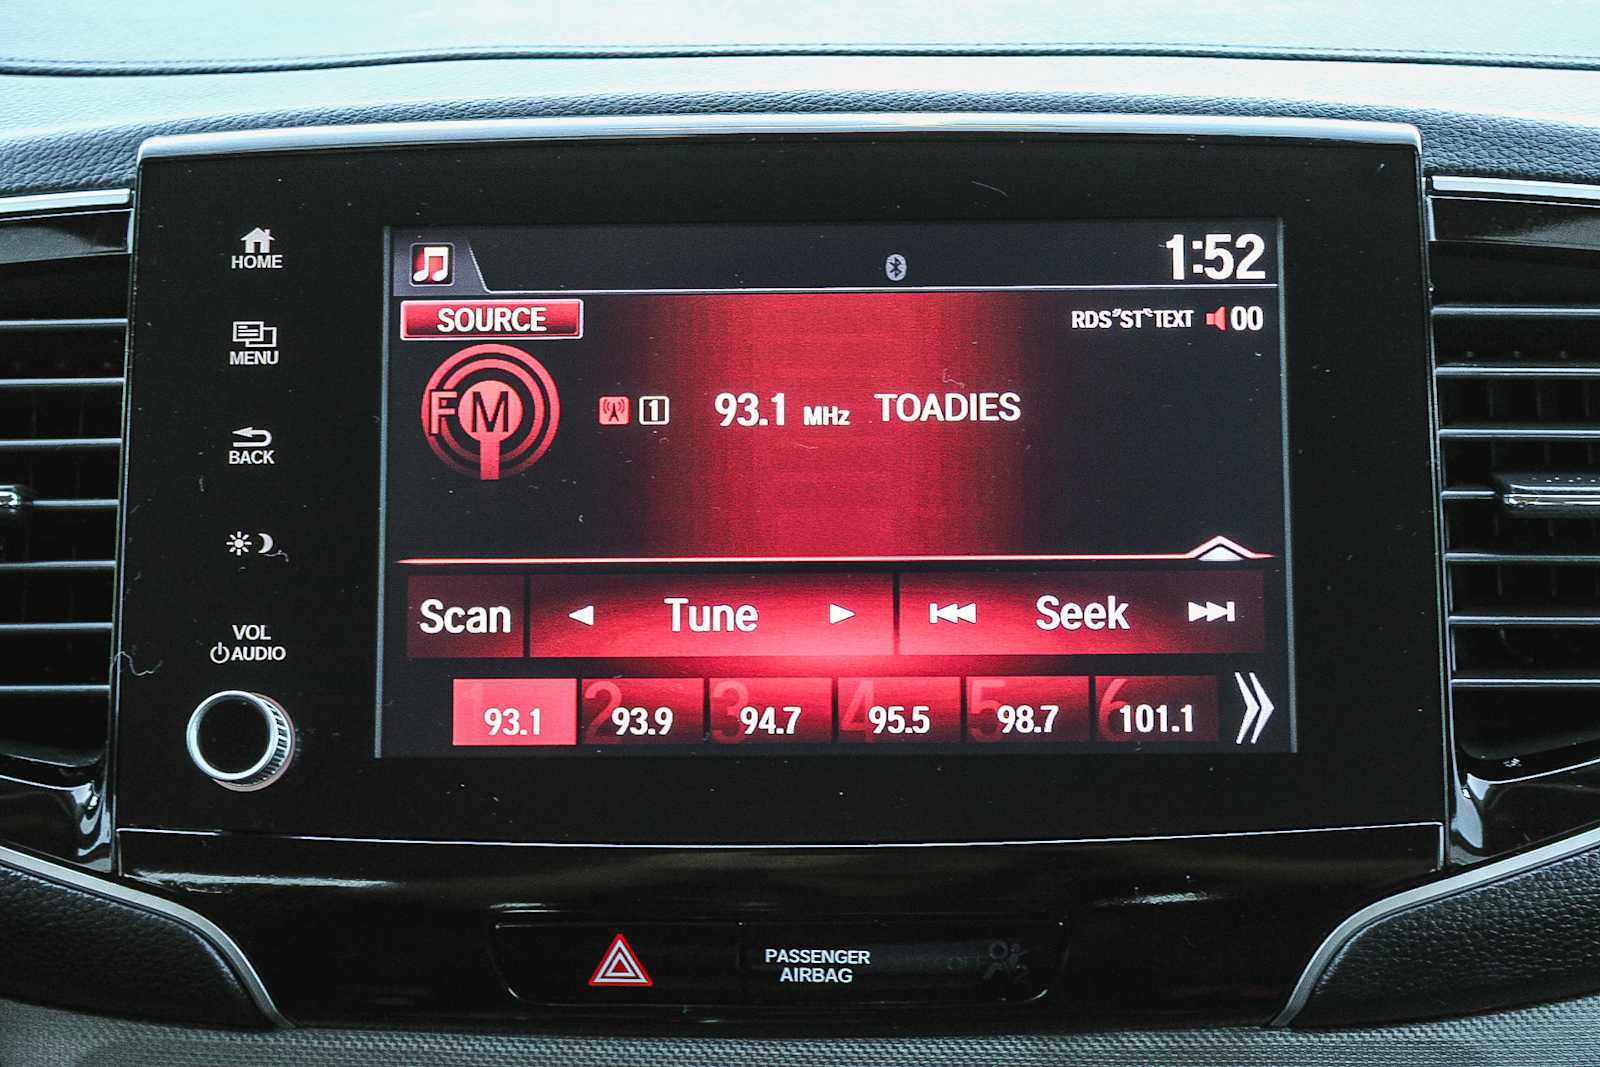 1:52
HOME
SOURCE
RDS ST TEXT 00
MENU
FM
1 93.1 MHz TOADIES
BACK
Scan Tune Seek
VOL
AUDIO
1 93.1 2 93.9 3 94.7 4 95.5 5 98.7 6 101.1
PASSENGER
AIRBAG
OFF